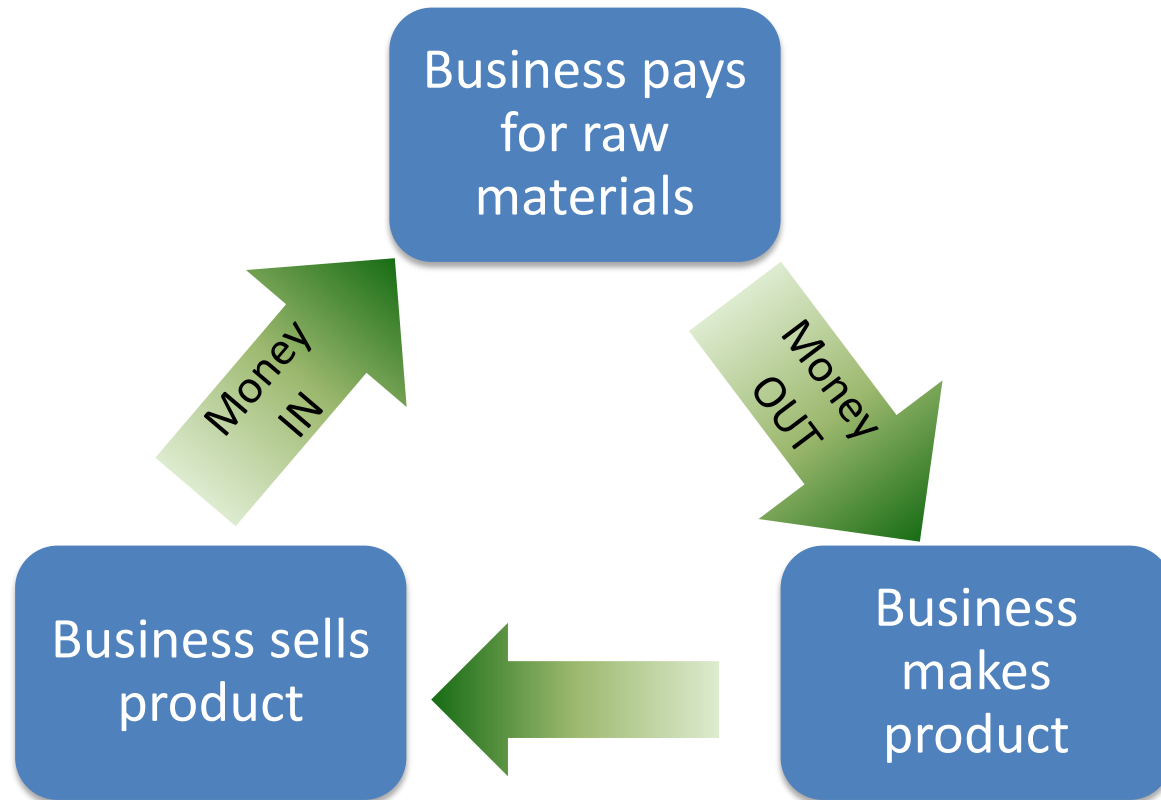 Business pays
for raw
materials
Money
IN
Money
OUT
Business sells
product
Business
makes
product